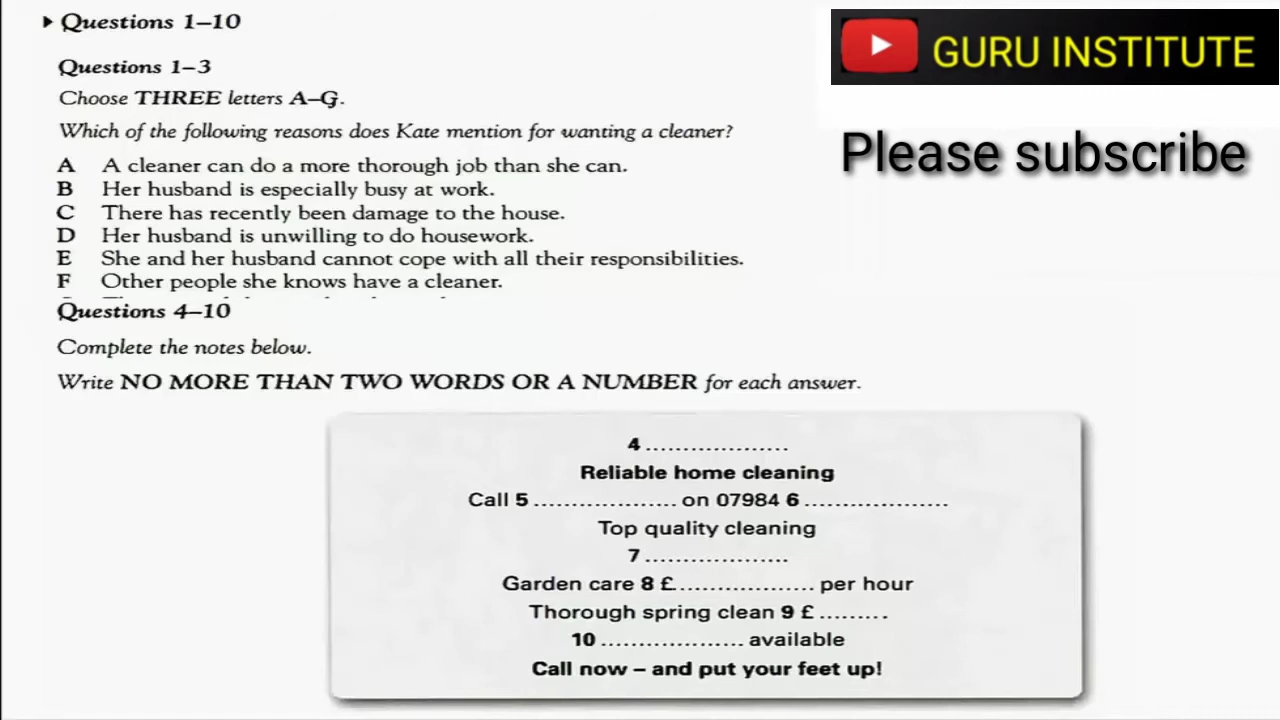 Questions 1–10
GURU INSTITUTE
Please subscribe
Questions 1–3
Choose THREE letters A–G.
Which of the following reasons does Kate mention for wanting a cleaner?
A A cleaner can do a more thorough job than she can.
B Her husband is especially busy at work.
C There has recently been damage to the house.
D Her husband is unwilling to do housework.
E She and her husband cannot cope with all their responsibilities.
F Other people she knows have a cleaner.
Questions 4–10
Complete the notes below.
Write NO MORE THAN TWO WORDS OR A NUMBER for each answer.
4 ...................
Reliable home cleaning
Call 5 ................... on 07984 6 ...................
Top quality cleaning
7 ...................
Garden care 8 £.................. per hour
Thorough spring clean 9 £ .........
10 ................... available
Call now – and put your feet up!